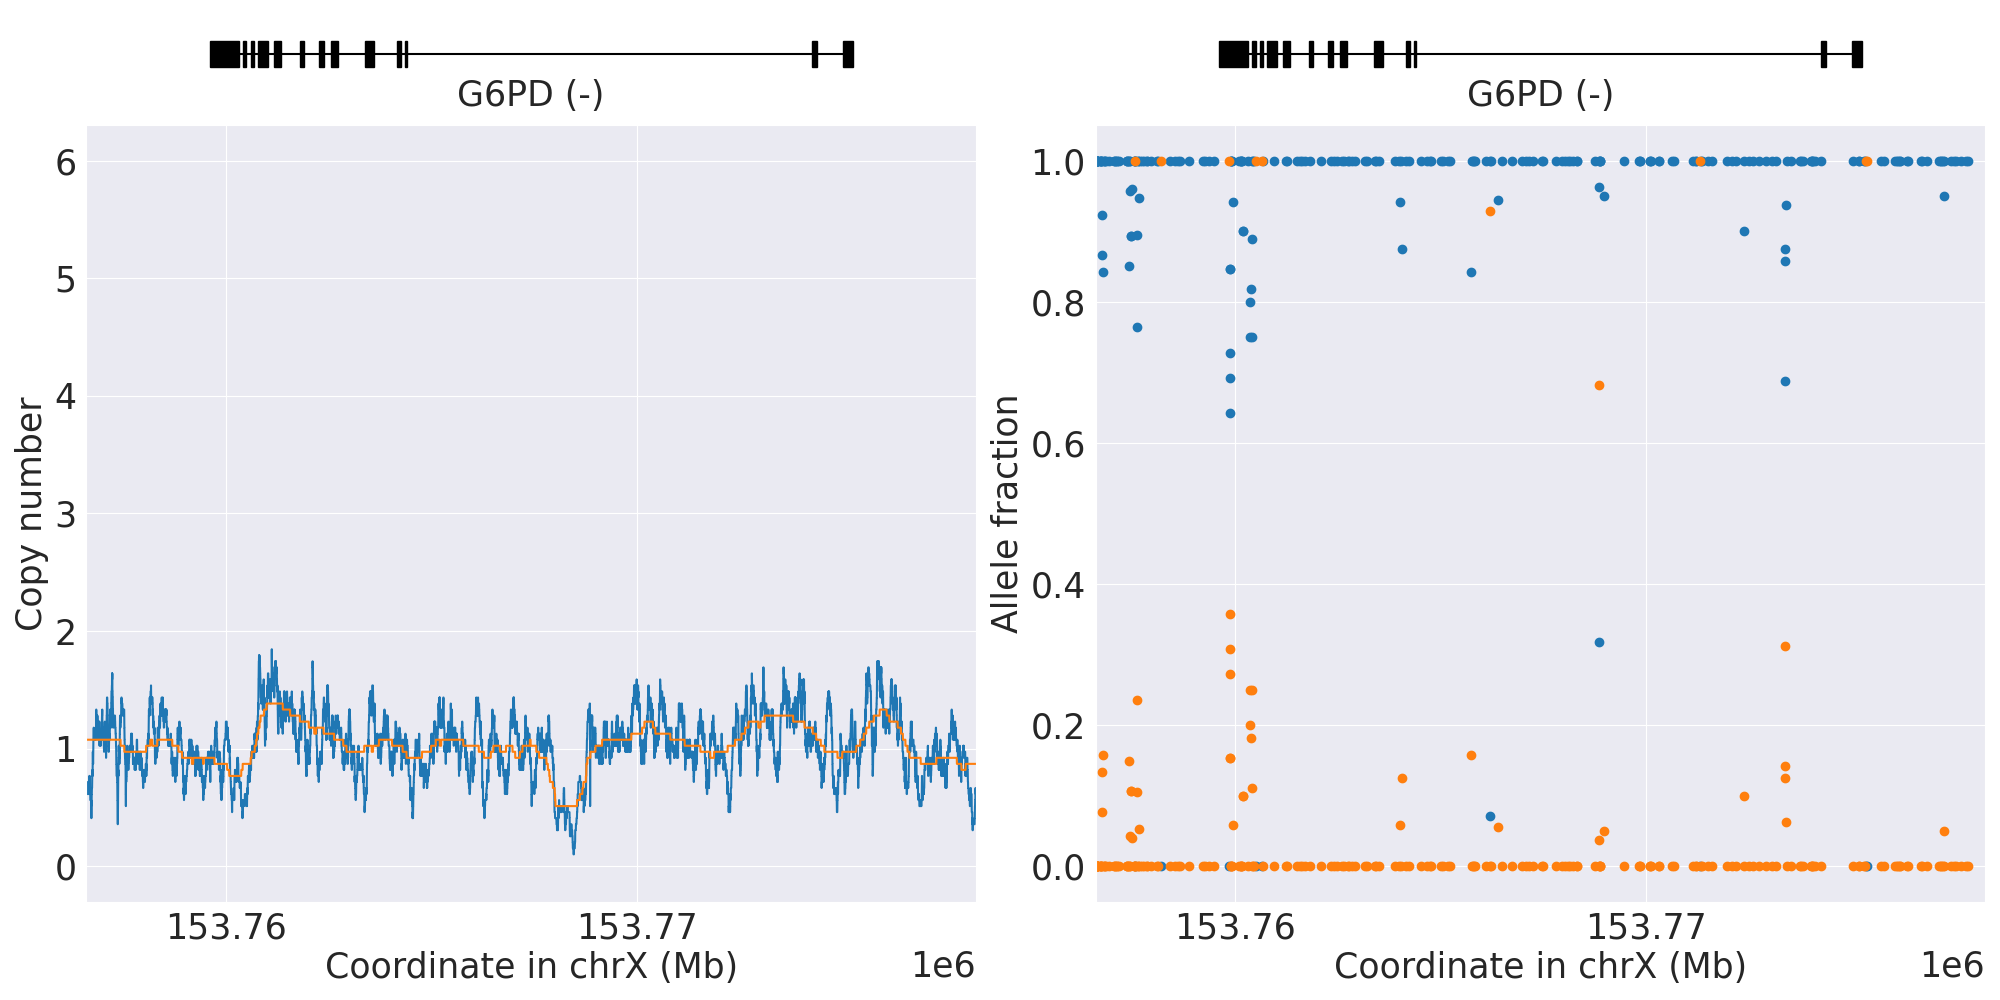 G6PD (-)
G6PD (-)
Copy number
6
5
4
3
2
1
0
153.76
153.77
Coordinate in chrX (Mb)
1e6
Allele fraction
1.0
0.8
0.6
0.4
0.2
0.0
153.76
153.77
Coordinate in chrX (Mb)
1e6